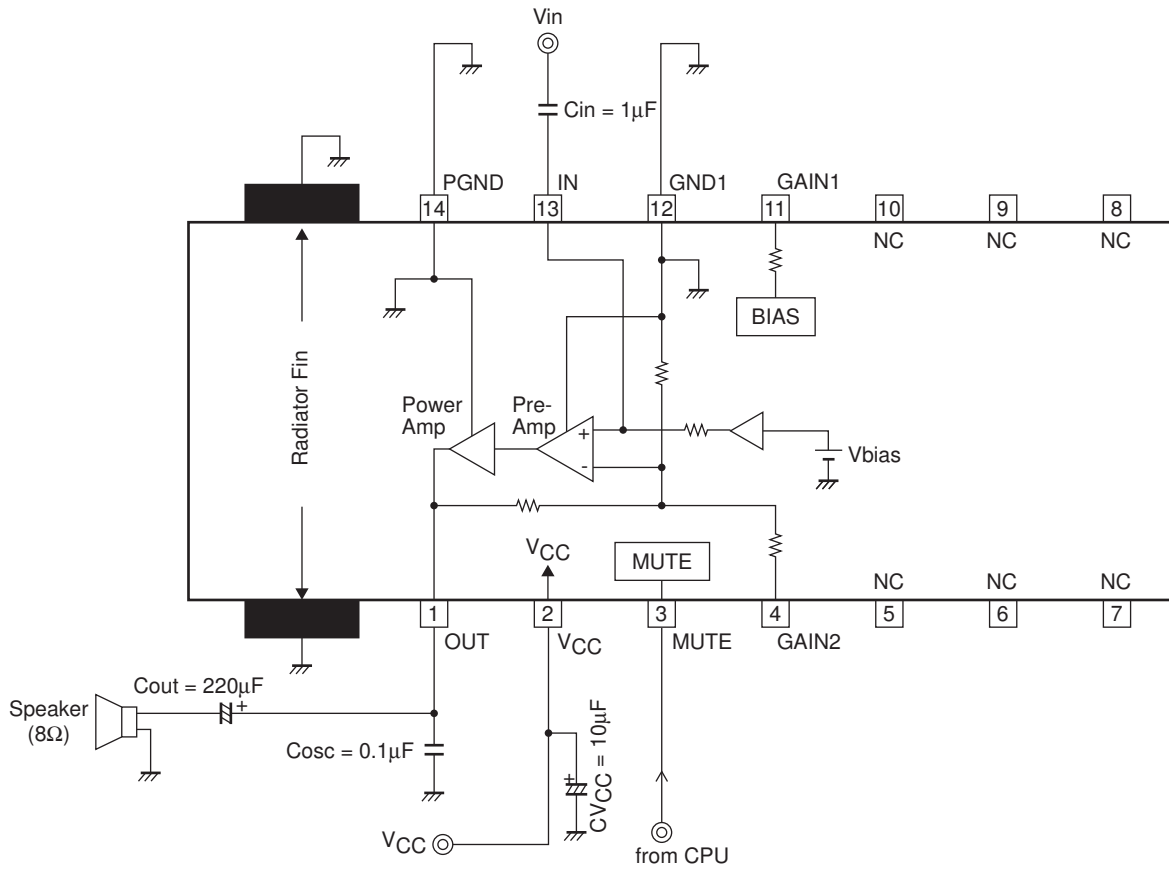 Vin
Cin = 1μF
PGND
IN
GND1
GAIN1
14
13
12
11
10
9
8
NC
NC
NC
BIAS
Radiator Fin
Power
Amp
Pre-
Amp
+
-
Vbias
VCC
MUTE
NC
NC
NC
1
2
3
4
5
6
7
OUT
VCC
MUTE
GAIN2
Cout = 220μF
+
Speaker
(8Ω)
Cosc = 0.1μF
+
CVCC = 10μF
VCC
from CPU